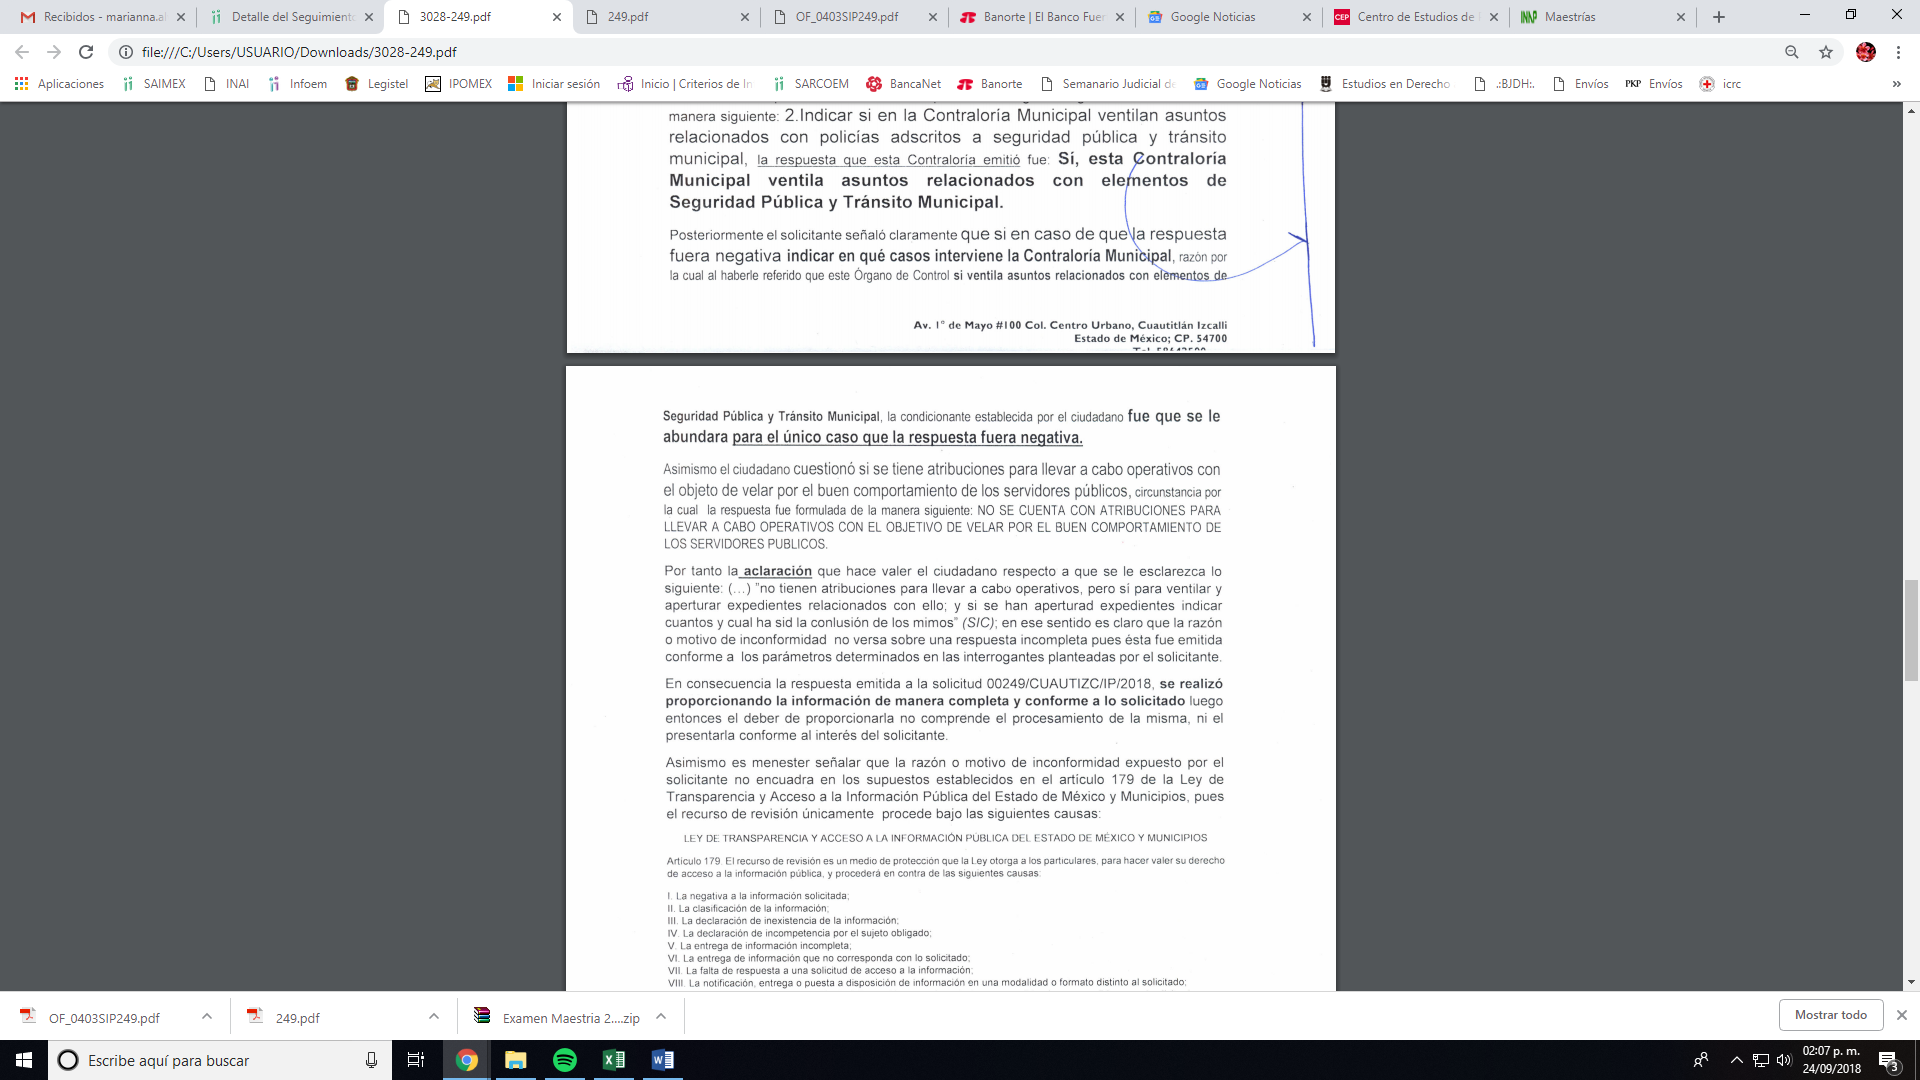 Recibidos - marianna.al
Detalle del Seguimiento
3028-249.pdf
249.pdf
OF_0403SIP249.pdf
Banorte | El Banco Fuer
Google Noticias
Centro de Estudios de
Maestrías
file:///C:/Users/USUARIO/Downloads/3028-249.pdf
Aplicaciones
SAIMEX
INAI
Infoem
Legistel
IPOMEX
Iniciar sesión
Inicio | Criterios de In
SARCOEM
BancaNet
Banorte
Semanario Judicial de
Google Noticias
Estudios en Derecho
.:BJDH:.
Envíos
PKP Envíos
icrc
»
manera siguiente: 2.Indicar si en la Contraloría Municipal ventilan asuntos
relacionados con policías adscritos a seguridad pública y tránsito
municipal, la respuesta que esta Contraloría emitió fue: Sí, esta Contraloría
Municipal ventila asuntos relacionados con elementos de
Seguridad Pública y Tránsito Municipal.
Posteriormente el solicitante señaló claramente que si en caso de que la respuesta
fuera negativa indicar en qué casos interviene la Contraloría Municipal, razón por
la cual al haberle referido que este Órgano de Control si ventila asuntos relacionados con elementos de
Av. 1° de Mayo #100 Col. Centro Urbano, Cuautitlán Izcalli
Estado de México; CP. 54700
Seguridad Pública y Tránsito Municipal, la condicionante establecida por el ciudadano fue que se le
abundara para el único caso que la respuesta fuera negativa.
Asimismo el ciudadano cuestionó si se tiene atribuciones para llevar a cabo operativos con
el objeto de velar por el buen comportamiento de los servidores públicos, circunstancia por
la cual la respuesta fue formulada de la manera siguiente: NO SE CUENTA CON ATRIBUCIONES PARA
LLEVAR A CABO OPERATIVOS CON EL OBJETIVO DE VELAR POR EL BUEN COMPORTAMIENTO DE
LOS SERVIDORES PUBLICOS.
Por tanto la aclaración que hace valer el ciudadano respecto a que se le esclarezca lo
siguiente: (...) "no tienen atribuciones para llevar a cabo operativos, pero sí para ventilar y
aperturar expedientes relacionados con ello; y si se han aperturad expedientes indicar
cuantos y cual ha sid la conlusión de los mimos" (SIC); en ese sentido es claro que la razón
o motivo de inconformidad no versa sobre una respuesta incompleta pues ésta fue emitida
conforme a los parámetros determinados en las interrogantes planteadas por el solicitante.
En consecuencia la respuesta emitida a la solicitud 00249/CUAUTIZC/IP/2018, se realizó
proporcionando la información de manera completa y conforme a lo solicitado luego
entonces el deber de proporcionarla no comprende el procesamiento de la misma, ni el
presentarla conforme al interés del solicitante.
Asimismo es menester señalar que la razón o motivo de inconformidad expuesto por el
solicitante no encuadra en los supuestos establecidos en el artículo 179 de la Ley de
Transparencia y Acceso a la Información Pública del Estado de México y Municipios, pues
el recurso de revisión únicamente procede bajo las siguientes causas:
LEY DE TRANSPARENCIA Y ACCESO A LA INFORMACIÓN PÚBLICA DEL ESTADO DE MÉXICO Y MUNICIPIOS
Artículo 179. El recurso de revisión es un medio de protección que la Ley otorga a los particulares, para hacer valer su derecho
de acceso a la información pública, y procederá en contra de las siguientes causas:
I. La negativa a la información solicitada;
II. La clasificación de la información;
III. La declaración de inexistencia de la información;
IV. La declaración de incompetencia por el sujeto obligado;
V. La entrega de información incompleta;
VI. La entrega de información que no corresponda con lo solicitado;
VII. La falta de respuesta a una solicitud de acceso a la información;
VIII. La notificación, entrega o puesta a disposición de información en una modalidad o formato distinto al solicitado;
OF_0403SIP249.pdf
249.pdf
Examen Maestria 2....zip
Mostrar todo
Escribe aquí para buscar
02:07 p. m.
24/09/2018
3